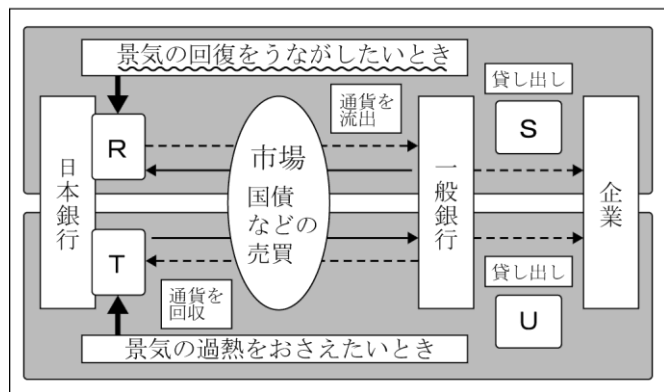 景気の回復をうながしたいとき
貸し出し
通貨を
流出
R
S
日本銀行
市場
国債
などの
売買
一般銀行
企業
T
貸し出し
通貨を
回収
U
景気の過熱をおさえたいとき